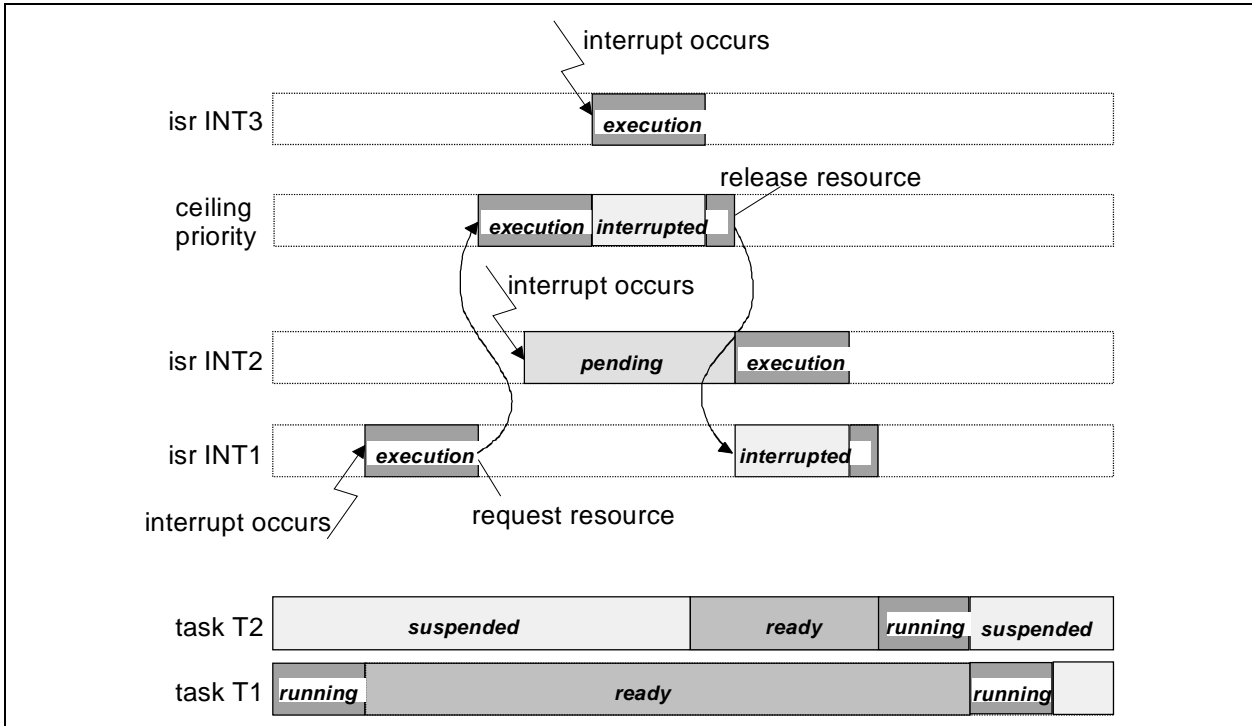 interrupt occurs
isr INT3
execution
release resource
ceiling
priority
execution
interrupted
interrupt occurs
isr INT2
pending
execution
isr INT1
execution
interrupted
interrupt occurs
request resource
task T2
suspended
ready
running
suspended
task T1
running
ready
running